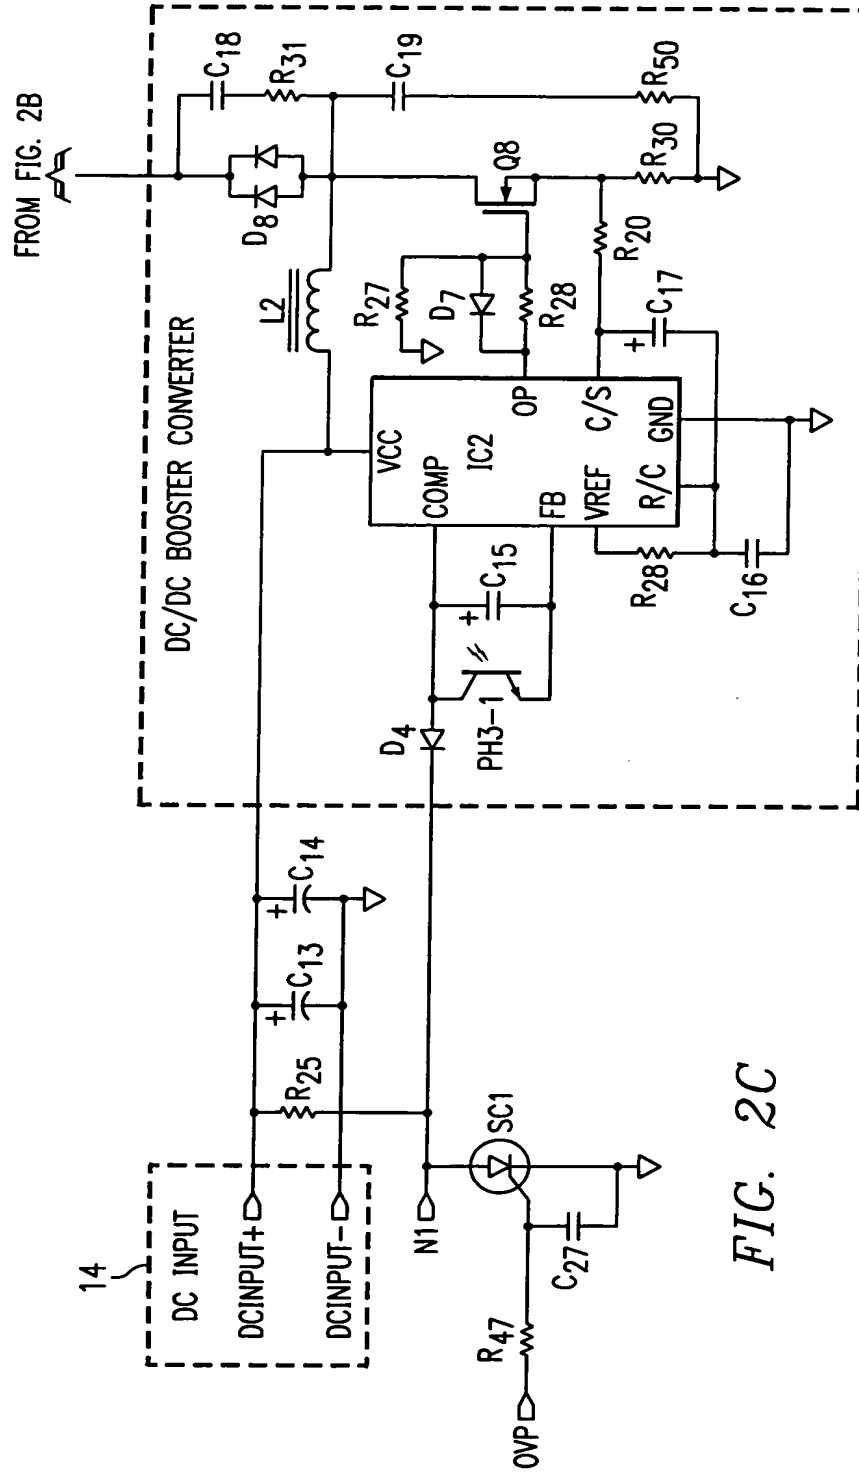 FROM FIG. 2B
DC/DC BOOSTER CONVERTER
14
DC INPUT
DCINPUT+
DCINPUT-
R25
C13
+
C14
+
L2
D8
C18
R31
C19
R50
R30
Q8
R20
R27
D7
R28
C17
+
VCC
COMP
IC2
OP
C/S
FB
VREF
R/C
GND
D4
PH3-1
C15
+
R28
C16
N1
SC1
C27
R47
OVP
FIG. 2C